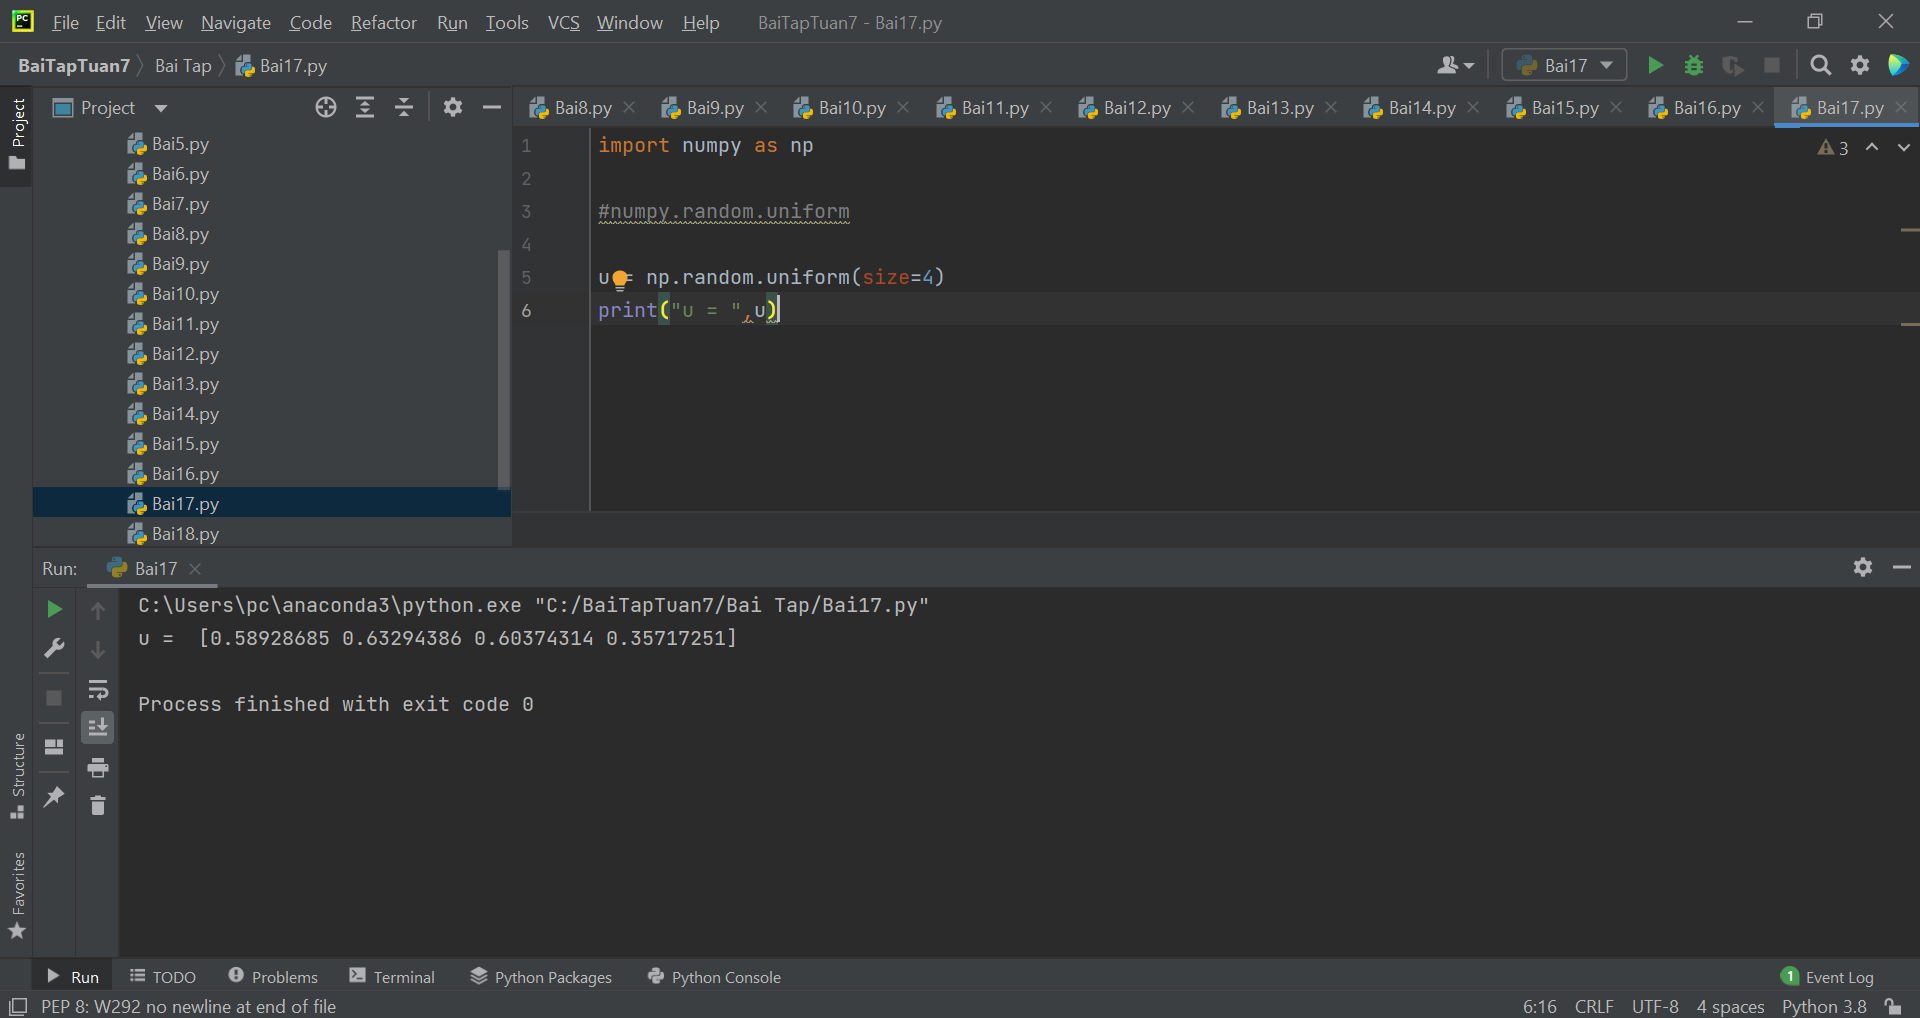 PC File Edit View Navigate Code Refactor Run Tools VCS Window Help BaiTapTuan7 - Bai17.py
BaiTapTuan7 Bai Tap Bai17.py Bai17
Project
Project
Bai5.py
Bai6.py
Bai7.py
Bai8.py
Bai9.py
Bai10.py
Bai11.py
Bai12.py
Bai13.py
Bai14.py
Bai15.py
Bai16.py
Bai17.py
Bai18.py
Bai8.py Bai9.py Bai10.py Bai11.py Bai12.py Bai13.py Bai14.py Bai15.py Bai16.py Bai17.py
1 import numpy as np
2
3 #numpy.random.uniform
4
5 u = np.random.uniform(size=4)
6 print("u = ",u)
3
Run: Bai17
C:\Users\pc\anaconda3\python.exe "C:/BaiTapTuan7/Bai Tap/Bai17.py"
u =  [0.58928685 0.63294386 0.60374314 0.35717251]
Process finished with exit code 0
Structure
Favorites
Run TODO Problems Terminal Python Packages Python Console 1 Event Log
PEP 8: W292 no newline at end of file 6:16 CRLF UTF-8 4 spaces Python 3.8